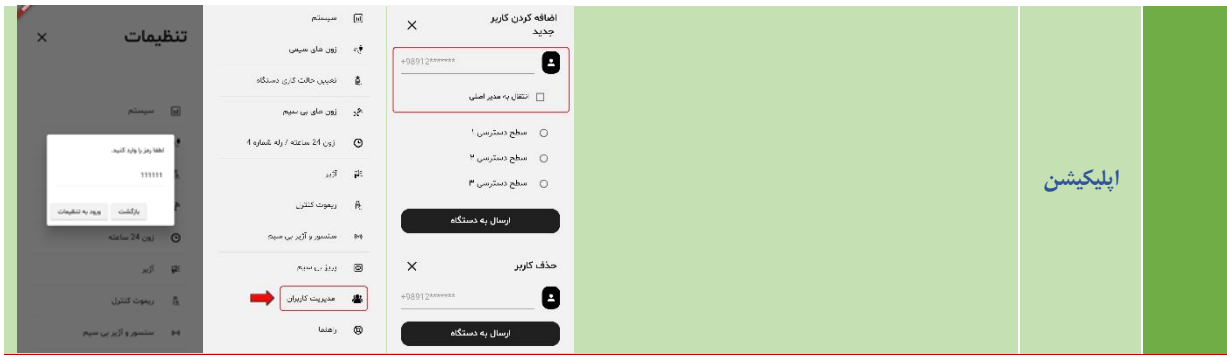 اپلیکیشن
اضافه کردن کاربر
جدید
+98912*******
انتقال به مدیر اصلی
سطح دسترسی ۱
سطح دسترسی ۲
سطح دسترسی ۳
ارسال به دستگاه
حذف کاربر
+98912*******
ارسال به دستگاه
سیستم
زون های سیمی
تعیین حالت کاری دستگاه
زون های بی سیم
زون 24 ساعته / رله شماره 4
آژیر
ریموت کنترل
سنسور و آژیر بی سیم
پریز بی سیم
مدیریت کاربران
راهنما
تنظیمات
سیستم
لطفا رمز را وارد کنید.
111111
بازگشت
ورود به تنظیمات
زون 24 ساعته
آژیر
ریموت کنترل
سنسور و آژیر بی سیم